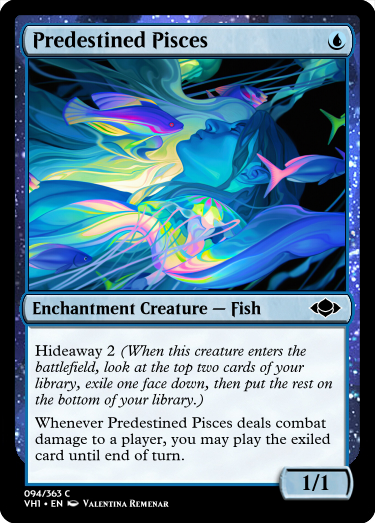 Predestined Pisces
Enchantment Creature — Fish
Hideaway 2 (When this creature enters the
battlefield, look at the top two cards of your
library, exile one face down, then put the rest on
the bottom of your library.)
Whenever Predestined Pisces deals combat
damage to a player, you may play the exiled
card until end of turn.
1/1
094/363 C
VH1 • EN Valentina Remenar